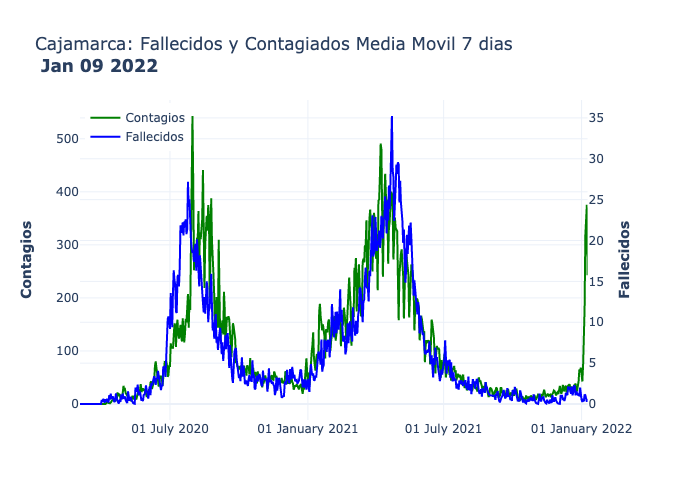 Cajamarca: Fallecidos y Contagiados Media Movil 7 dias
Jan 09 2022
Contagios
Fallecidos
500
400
300
200
100
0
Contagios
35
30
25
20
15
10
5
0
Fallecidos
01 July 2020
01 January 2021
01 July 2021
01 January 2022